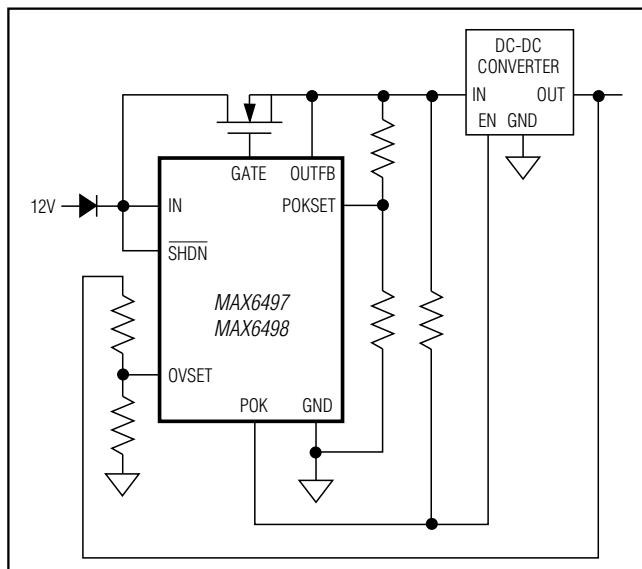 DC-DC
CONVERTER
IN OUT
EN GND
GATE OUTFB
12V IN POKSET
SHDN
MAX6497
MAX6498
OVSET
POK GND